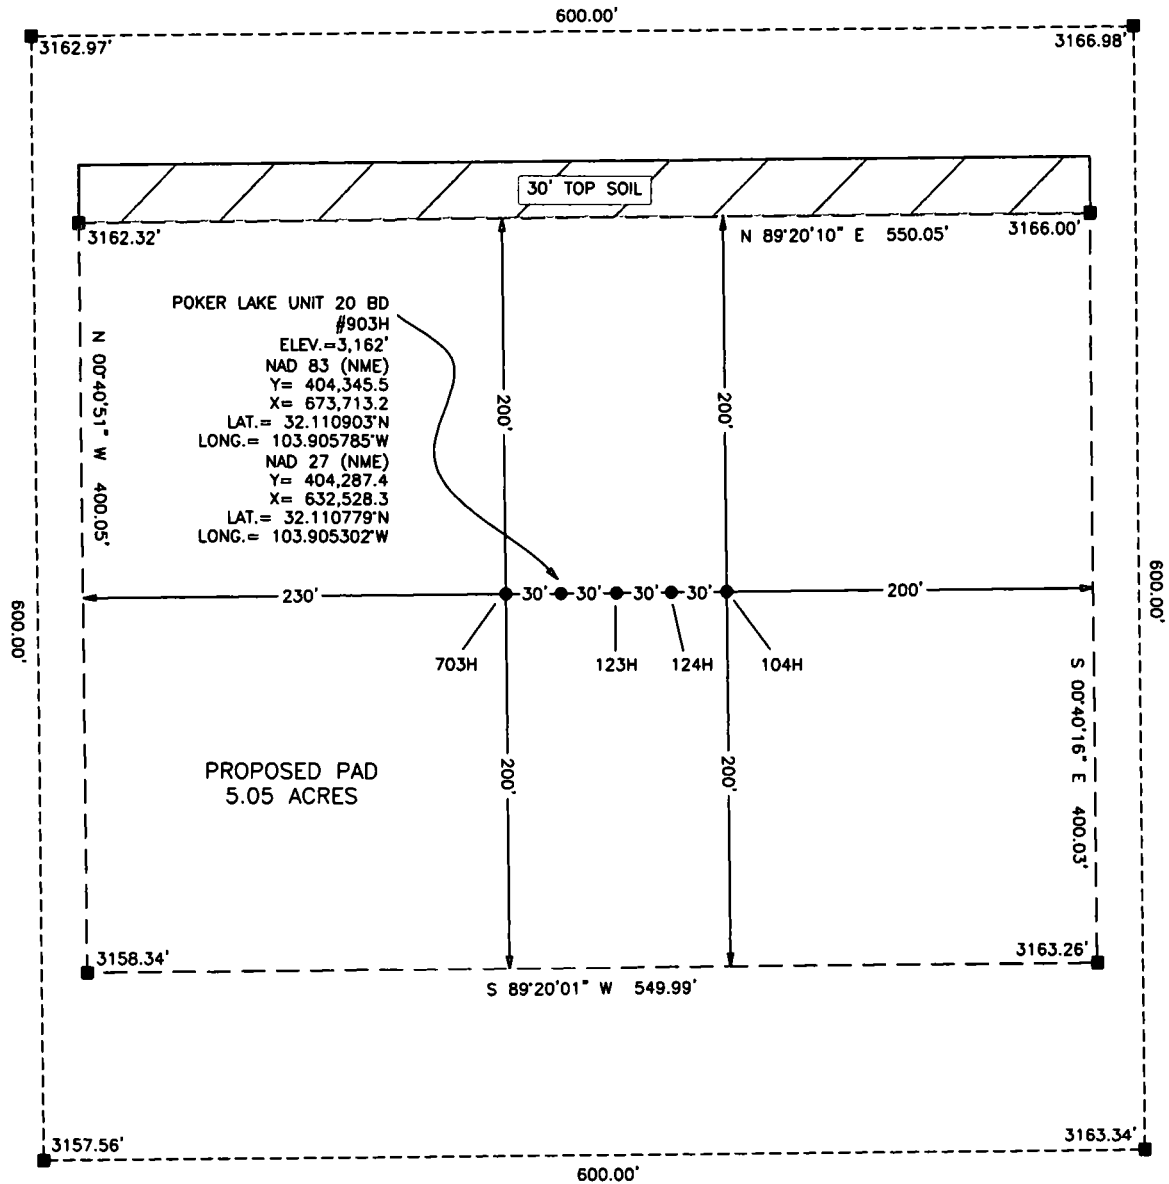 600.00'
3162.97'
3166.98'
30' TOP SOIL
3162.32'
N 89°20'10" E 550.05'
3166.00'
POKER LAKE UNIT 20 BD
#903H
ELEV.=3,162'
NAD 83 (NME)
Y= 404,345.5
X= 673,713.2
LAT.= 32.110903°N
LONG.= 103.905785°W
NAD 27 (NME)
Y= 404,287.4
X= 632,528.3
LAT.= 32.110779°N
LONG.= 103.905302°W
N 00°40'51" W 400.05'
200'
200'
230'
30'
30'
30'
30'
200'
600.00'
600.00'
703H
123H
124H
104H
S 00°40'16" E 400.03'
PROPOSED PAD
5.05 ACRES
200'
200'
3158.34'
3163.26'
S 89°20'01" W 549.99'
3157.56'
3163.34'
600.00'